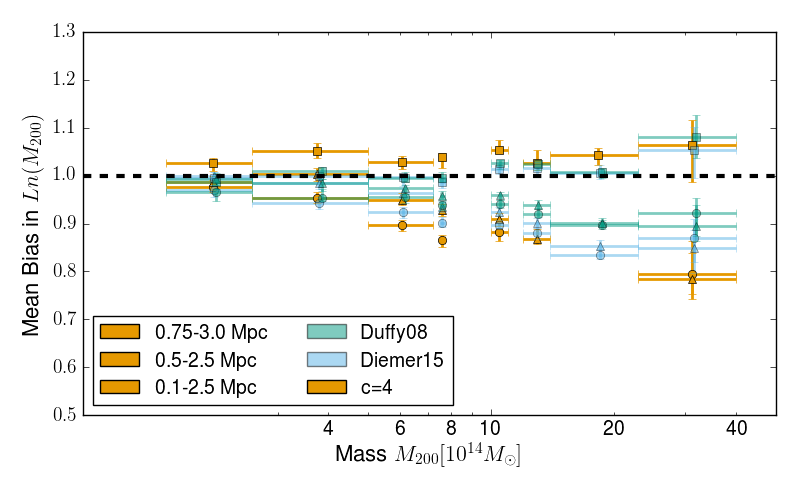 1.3
1.2
1.1
1.0
0.9
0.8
0.7
0.6
0.5
Mean Bias in Ln(M₂₀₀)
0.75-3.0 Mpc
0.5-2.5 Mpc
0.1-2.5 Mpc
Duffy08
Diemer15
c=4
4 6 8 10 20 40
Mass M₂₀₀[10¹⁴M☉]